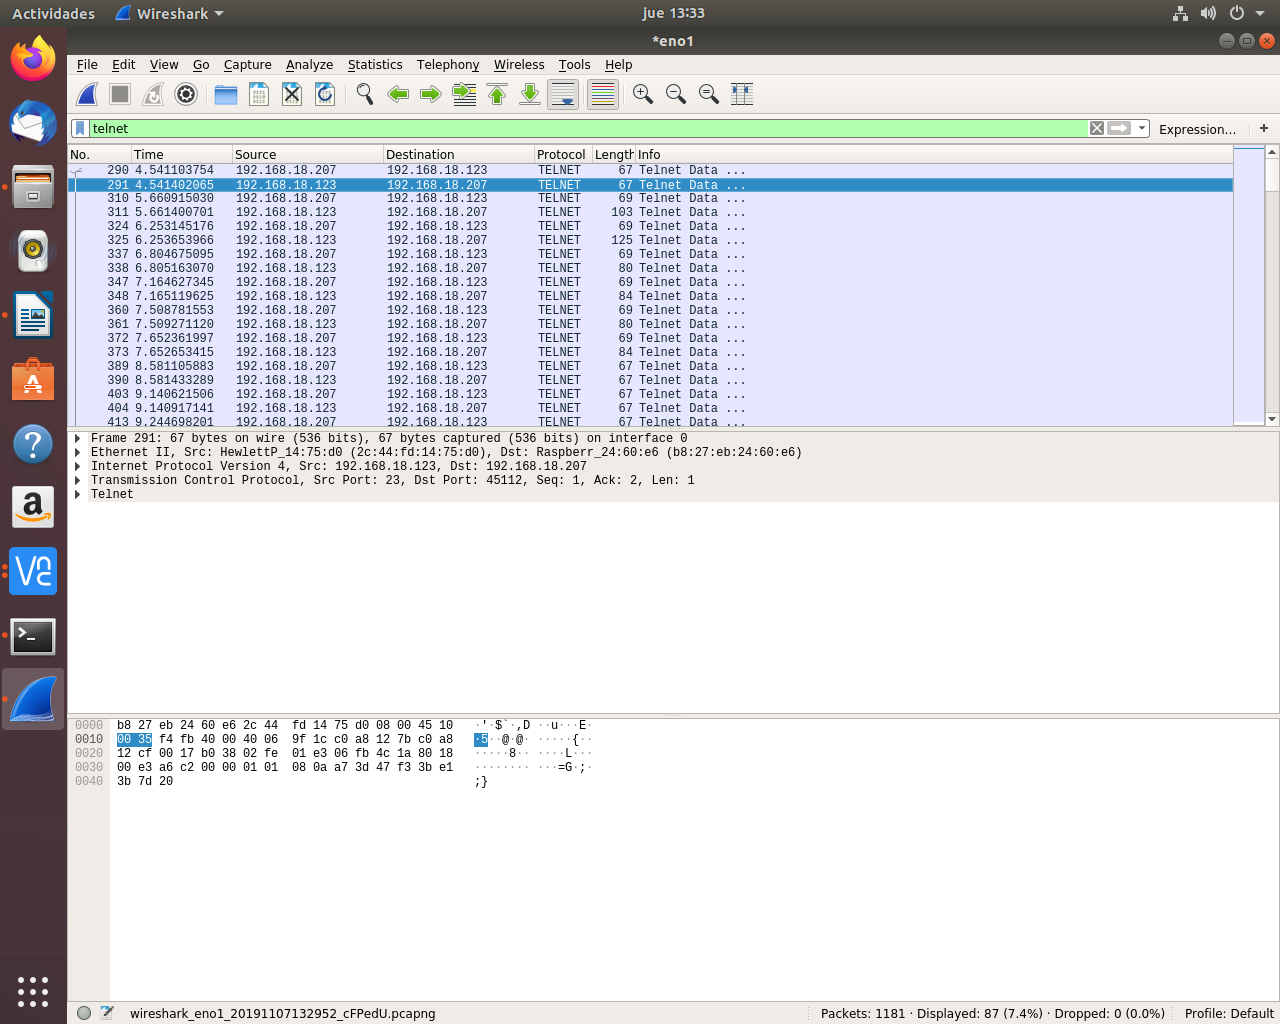 Actividades Wireshark jue 13:33
*eno1
File Edit View Go Capture Analyze Statistics Telephony Wireless Tools Help
telnet Expression... +
No. Time Source Destination Protocol Length Info
290 4.541103754 192.168.18.207 192.168.18.123 TELNET 67 Telnet Data ...
291 4.541402065 192.168.18.123 192.168.18.207 TELNET 67 Telnet Data ...
310 5.660915030 192.168.18.207 192.168.18.123 TELNET 69 Telnet Data ...
311 5.661400701 192.168.18.123 192.168.18.207 TELNET 103 Telnet Data ...
324 6.253145176 192.168.18.207 192.168.18.123 TELNET 69 Telnet Data ...
325 6.253653966 192.168.18.123 192.168.18.207 TELNET 125 Telnet Data ...
337 6.804675095 192.168.18.207 192.168.18.123 TELNET 69 Telnet Data ...
338 6.805163070 192.168.18.123 192.168.18.207 TELNET 80 Telnet Data ...
347 7.164627345 192.168.18.207 192.168.18.123 TELNET 69 Telnet Data ...
348 7.165119625 192.168.18.123 192.168.18.207 TELNET 84 Telnet Data ...
360 7.508781553 192.168.18.207 192.168.18.123 TELNET 69 Telnet Data ...
361 7.509271120 192.168.18.123 192.168.18.207 TELNET 80 Telnet Data ...
372 7.652361997 192.168.18.207 192.168.18.123 TELNET 69 Telnet Data ...
373 7.652653415 192.168.18.123 192.168.18.207 TELNET 84 Telnet Data ...
389 8.581105883 192.168.18.207 192.168.18.123 TELNET 67 Telnet Data ...
390 8.581433289 192.168.18.123 192.168.18.207 TELNET 67 Telnet Data ...
403 9.140621506 192.168.18.207 192.168.18.123 TELNET 67 Telnet Data ...
404 9.140917141 192.168.18.123 192.168.18.207 TELNET 67 Telnet Data ...
413 9.244698201 192.168.18.207 192.168.18.123 TELNET 67 Telnet Data ...
Frame 291: 67 bytes on wire (536 bits), 67 bytes captured (536 bits) on interface 0
Ethernet II, Src: HewlettP_14:75:d0 (2c:44:fd:14:75:d0), Dst: Raspberr_24:60:e6 (b8:27:eb:24:60:e6)
Internet Protocol Version 4, Src: 192.168.18.123, Dst: 192.168.18.207
Transmission Control Protocol, Src Port: 23, Dst Port: 45112, Seq: 1, Ack: 2, Len: 1
Telnet
0000 b8 27 eb 24 60 e6 2c 44 fd 14 75 d0 08 00 45 10 ·'·$`·,D ··u···E·
0010 00 35 f4 fb 40 00 40 06 9f 1c c0 a8 12 7b c0 a8 ·5··@·@· ·····{··
0020 12 cf 00 17 b0 38 02 fe 01 e3 06 fb 4c 1a 80 18 ·····8·· ····L···
0030 00 e3 a6 c2 00 00 01 01 08 0a a7 3d 47 f3 3b e1 ········ ···=G·;·
0040 3b 7d 20 ;}
wireshark_eno1_20191107132952_cFPedU.pcapng Packets: 1181 · Displayed: 87 (7.4%) · Dropped: 0 (0.0%) Profile: Default